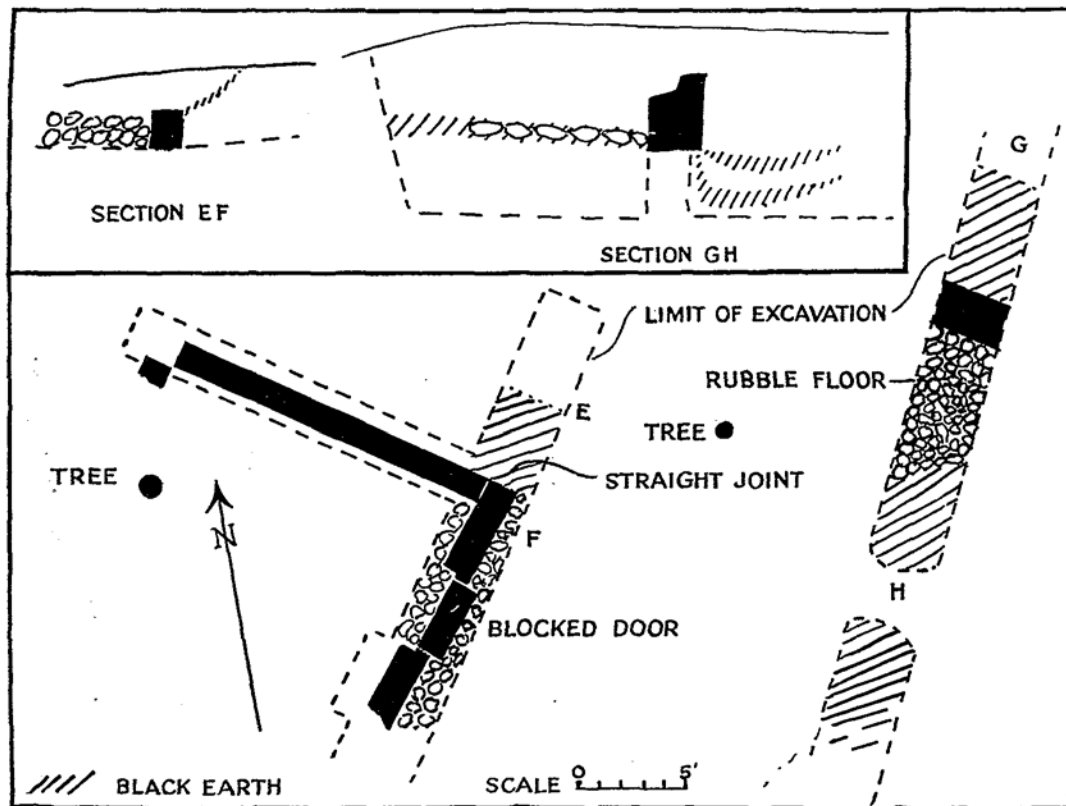 SECTION EF
SECTION GH
G
LIMIT OF EXCAVATION
RUBBLE FLOOR
E
TREE
TREE
STRAIGHT JOINT
N
F
H
BLOCKED DOOR
BLACK EARTH
SCALE 0 5'